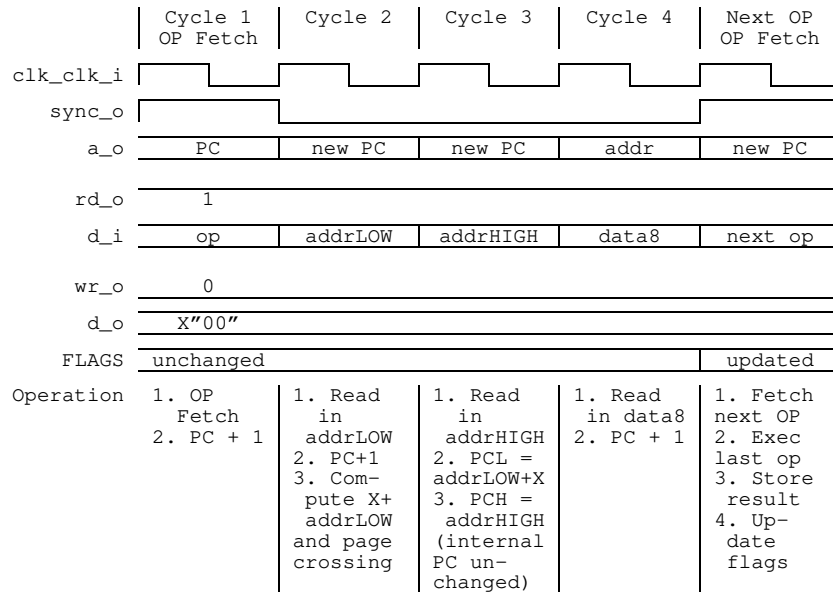 Cycle 1 Cycle 2 Cycle 3 Cycle 4 Next OP
OP Fetch OP Fetch
clk_clk_i
sync_o
a_o PC new PC new PC addr new PC
rd_o 1
d_i op addrLOW addrHIGH data8 next op
wr_o 0
d_o X"00"
FLAGS unchanged updated
Operation 1. OP 1. Read 1. Read 1. Read 1. Fetch
Fetch in in in data8 next OP
2. PC + 1 addrLOW addrHIGH 2. PC + 1 2. Exec
2. PC+1 2. PCL = last op
3. Com- addrLOW+X 3. Store
pute X+ 3. PCH = result
addrLOW addrHIGH 4. Up-
and page (internal date
crossing PC un- flags
changed)